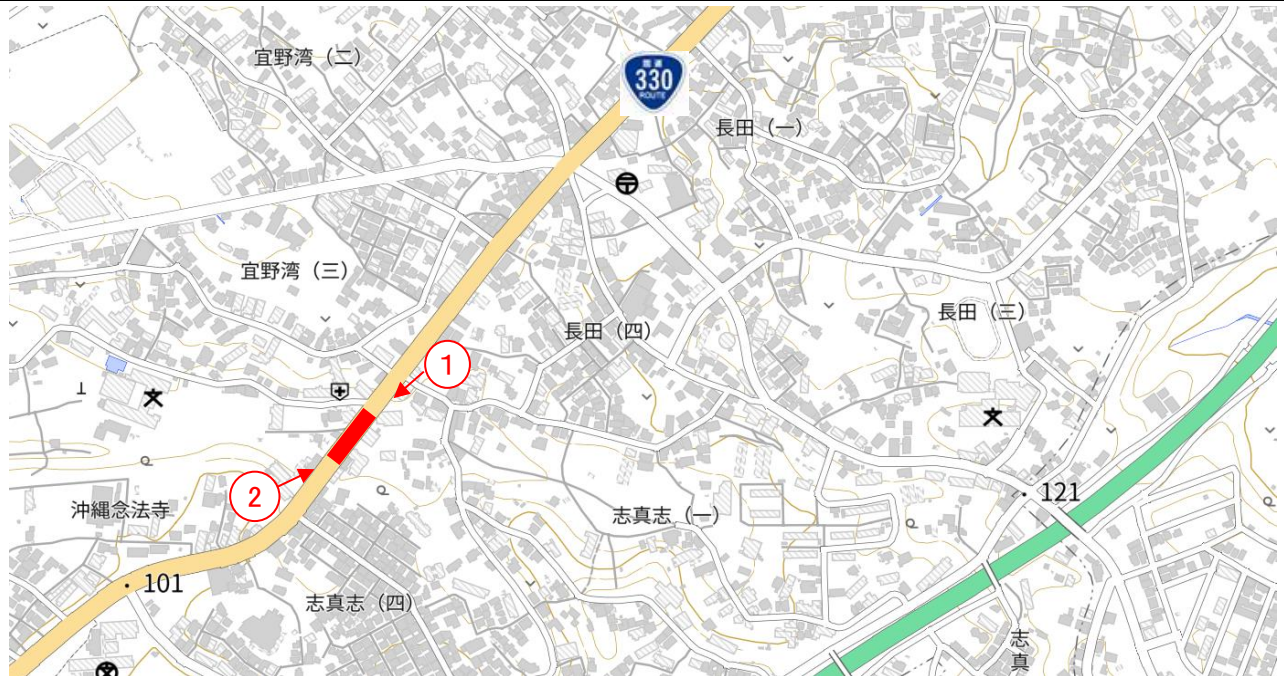 宜野湾（二）
国道
330
ROUTE
長田（一）
宜野湾（三）
長田（三）
長田（四）
1
2
121
沖縄念法寺
志真志（一）
101
志真志（四）
志
真